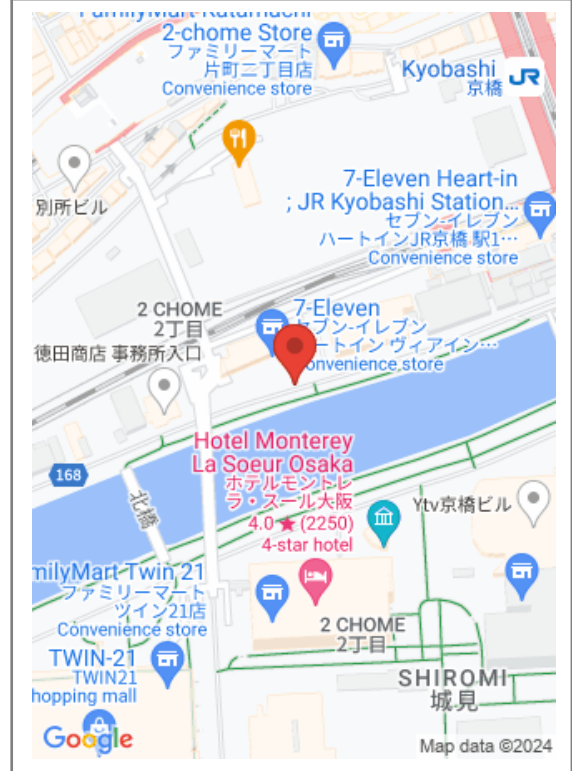 FamilyMart Katamachi
2-chome Store
ファミリーマート
片町二丁目店
Convenience store
Kyobashi
京橋
JR
別所ビル
7-Eleven Heart-in
; JR Kyobashi Station...
セブン-イレブン
ハートインJR京橋 駅1…
Convenience store
2 CHOME
2丁目
7-Eleven
セブン-イレブン
ートイン ヴィアイン…
onvenience store
徳田商店 事務所入口
168
北橋
Hotel Monterey
La Soeur Osaka
ホテルモントレ
ラ・スール大阪
4.0 ★ (2250)
4-star hotel
Ytv京橋ビル
milyMart Twin 21
ファミリーマート
ツイン21店
Convenience store
2 CHOME
2丁目
TWIN-21
TWIN21
hopping mall
SHIROMI
城見
Google
Map data ©2024